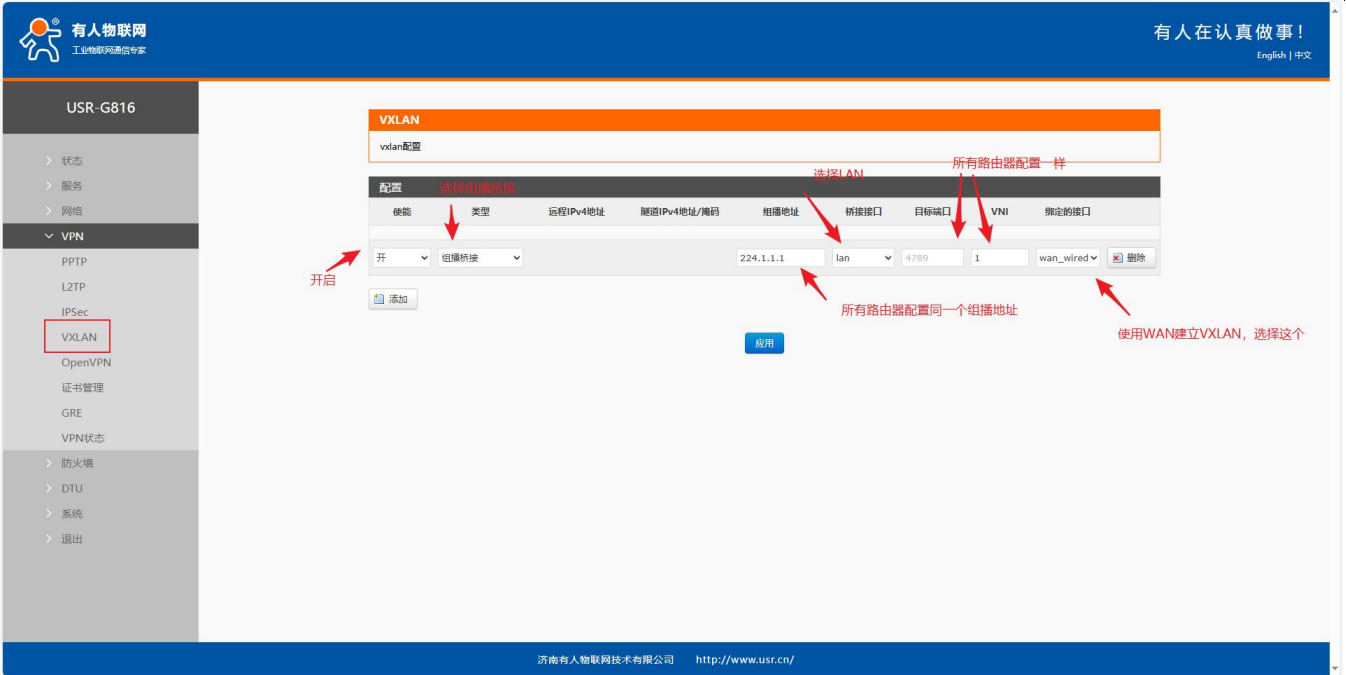 有人物联网
®
工业物联网通信专家
有人在认真做事！
English | 中文
USR-G816
状态
服务
网络
VPN
PPTP
L2TP
IPSec
VXLAN
OpenVPN
证书管理
GRE
VPN状态
防火墙
DTU
系统
退出
VXLAN
vxlan配置
所有路由器配置一样
选择LAN
配置
选择组播桥接
使能 类型 远程IPv4地址 隧道IPv4地址/掩码 组播地址 桥接接口 目标端口 VNI 绑定的接口
开 组播桥接 224.1.1.1 lan 4789 1 wan_wired 删除
开启
添加
所有路由器配置同一个组播地址
使用WAN建立VXLAN，选择这个
应用
济南有人物联网技术有限公司 http://www.usr.cn/